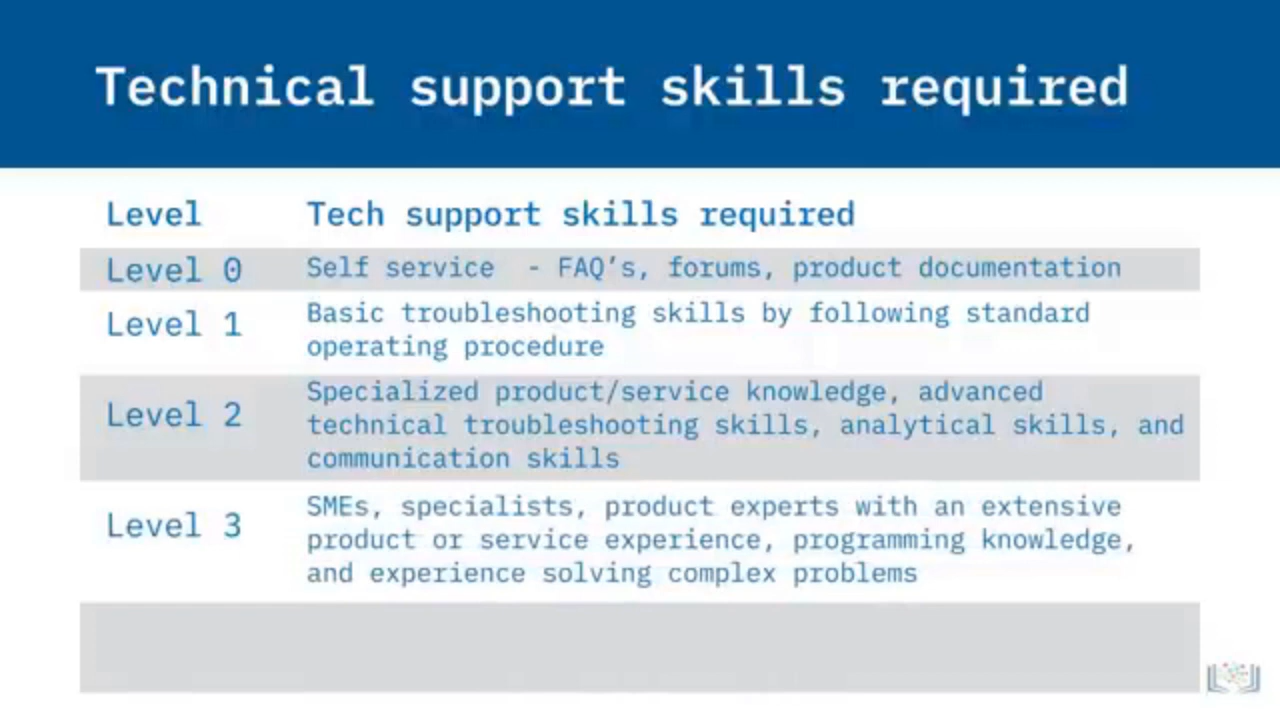 Technical support skills required
Level Tech support skills required
Level 0 Self service - FAQ’s, forums, product documentation
Level 1 Basic troubleshooting skills by following standard
operating procedure
Level 2 Specialized product/service knowledge, advanced
technical troubleshooting skills, analytical skills, and
communication skills
Level 3 SMEs, specialists, product experts with an extensive
product or service experience, programming knowledge,
and experience solving complex problems